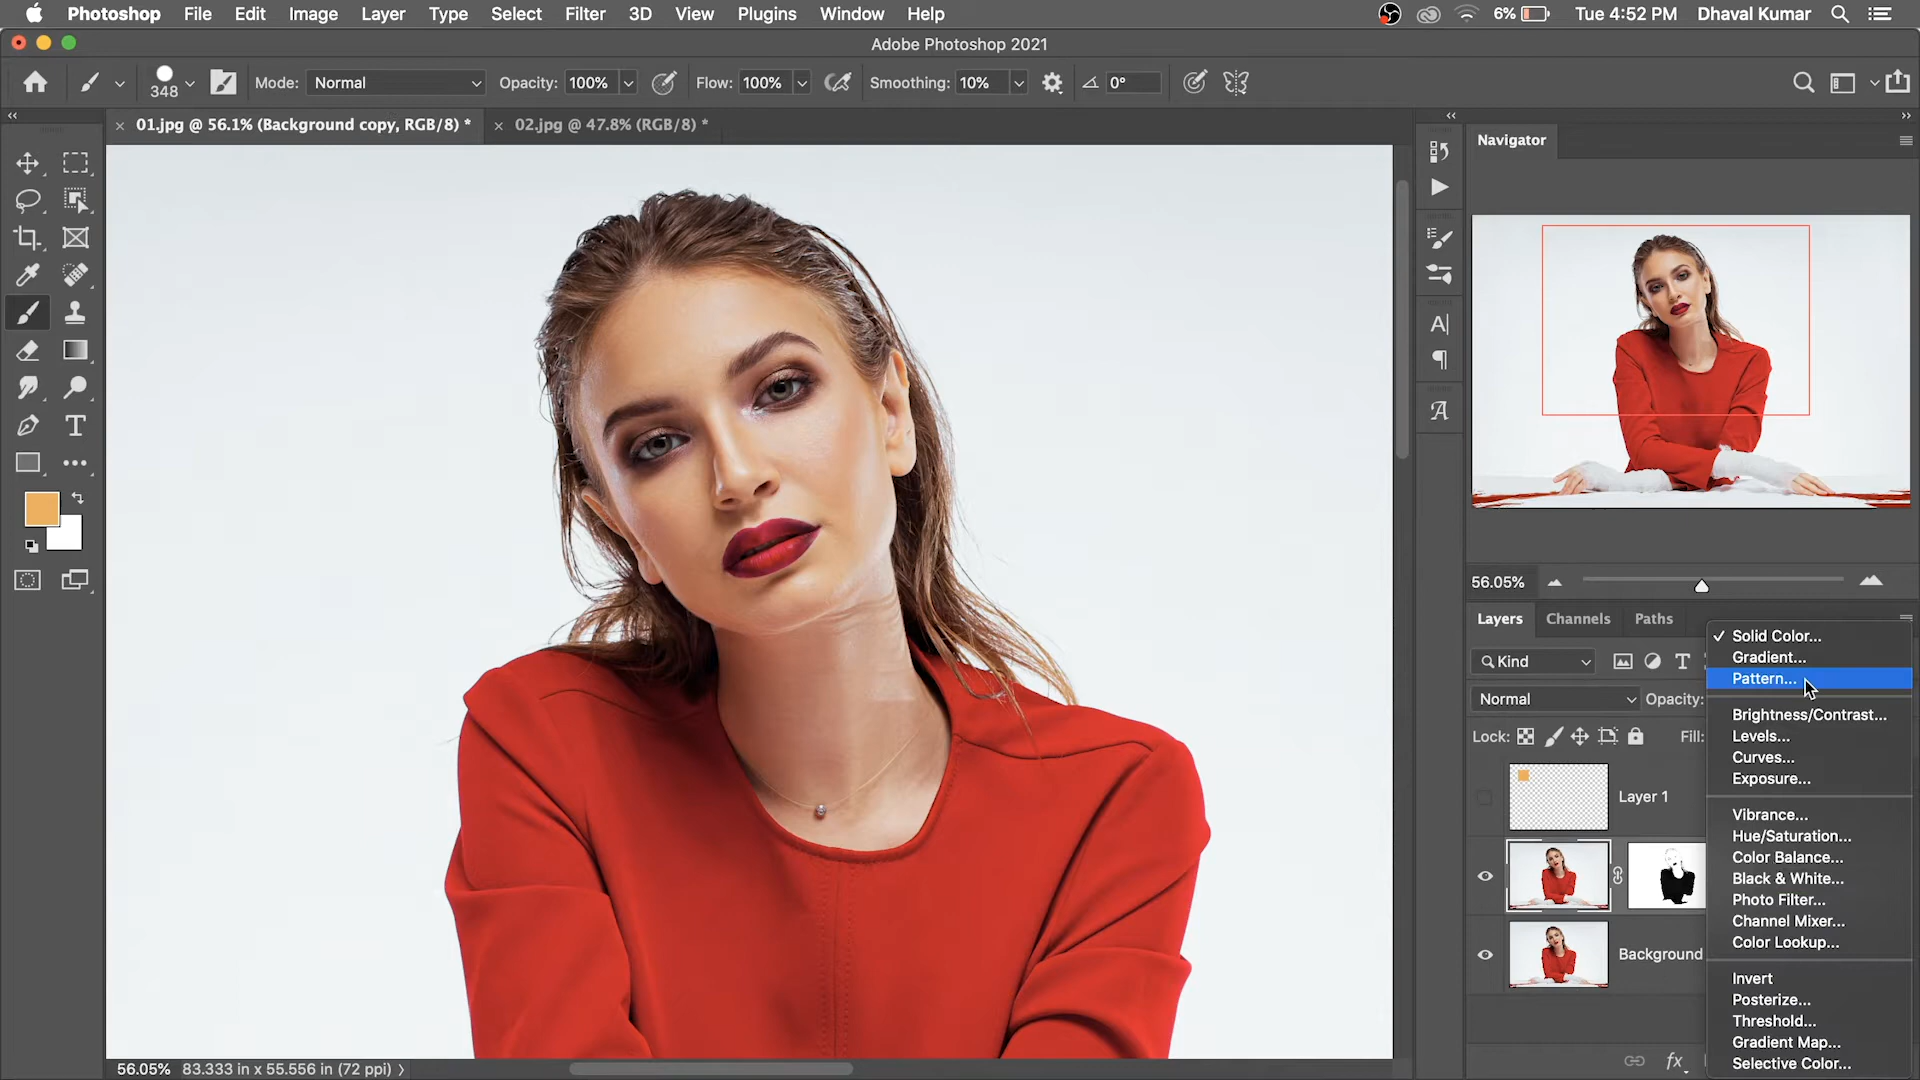 Photoshop File Edit Image Layer Type Select Filter 3D View Plugins Window Help 6% Tue 4:52 PM Dhaval Kumar
Adobe Photoshop 2021
348 Mode: Normal Opacity: 100% Flow: 100% Smoothing: 10% 0°
01.jpg @ 56.1% (Background copy, RGB/8) * 02.jpg @ 47.8% (RGB/8) *
Navigator
56.05%
Layers Channels Paths
Kind
Normal Opacity:
Lock: Fill:
Layer 1
Background
Solid Color...
Gradient...
Pattern...
Brightness/Contrast...
Levels...
Curves...
Exposure...
Vibrance...
Hue/Saturation...
Color Balance...
Black & White...
Photo Filter...
Channel Mixer...
Color Lookup...
Invert
Posterize...
Threshold...
Gradient Map...
Selective Color...
fx
56.05% 83.333 in x 55.556 in (72 ppi)